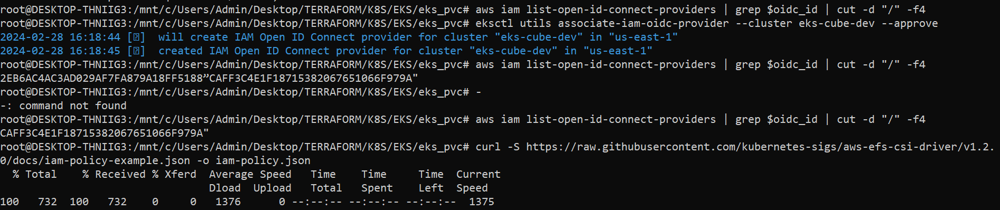 root@DESKTOP-THNIIG3:/mnt/c/Users/Admin/Desktop/TERRAFORM/K8S/EKS/eks_pvc# aws iam list-open-id-connect-providers | grep $oidc_id | cut -d "/" -f4
root@DESKTOP-THNIIG3:/mnt/c/Users/Admin/Desktop/TERRAFORM/K8S/EKS/eks_pvc# eksctl utils associate-iam-oidc-provider --cluster eks-cube-dev --approve
2024-02-28 16:18:44 [ ]  will create IAM Open ID Connect provider for cluster "eks-cube-dev" in "us-east-1"
2024-02-28 16:18:45 [ ]  created IAM Open ID Connect provider for cluster "eks-cube-dev" in "us-east-1"
root@DESKTOP-THNIIG3:/mnt/c/Users/Admin/Desktop/TERRAFORM/K8S/EKS/eks_pvc# aws iam list-open-id-connect-providers | grep $oidc_id | cut -d "/" -f4
2EB6AC4AC3AD029AF7FA879A18FF5188”CAFF3C4E1F18715382067651066F979A"
root@DESKTOP-THNIIG3:/mnt/c/Users/Admin/Desktop/TERRAFORM/K8S/EKS/eks_pvc# -
-: command not found
root@DESKTOP-THNIIG3:/mnt/c/Users/Admin/Desktop/TERRAFORM/K8S/EKS/eks_pvc# aws iam list-open-id-connect-providers | grep $oidc_id | cut -d "/" -f4
CAFF3C4E1F18715382067651066F979A"
root@DESKTOP-THNIIG3:/mnt/c/Users/Admin/Desktop/TERRAFORM/K8S/EKS/eks_pvc# curl -S https://raw.githubusercontent.com/kubernetes-sigs/aws-efs-csi-driver/v1.2.
0/docs/iam-policy-example.json -o iam-policy.json
  % Total    % Received % Xferd  Average Speed   Time    Time     Time  Current
                                 Dload  Upload   Total   Spent    Left  Speed
100   732  100   732    0     0   1376      0 --:--:-- --:--:-- --:--:--  1375